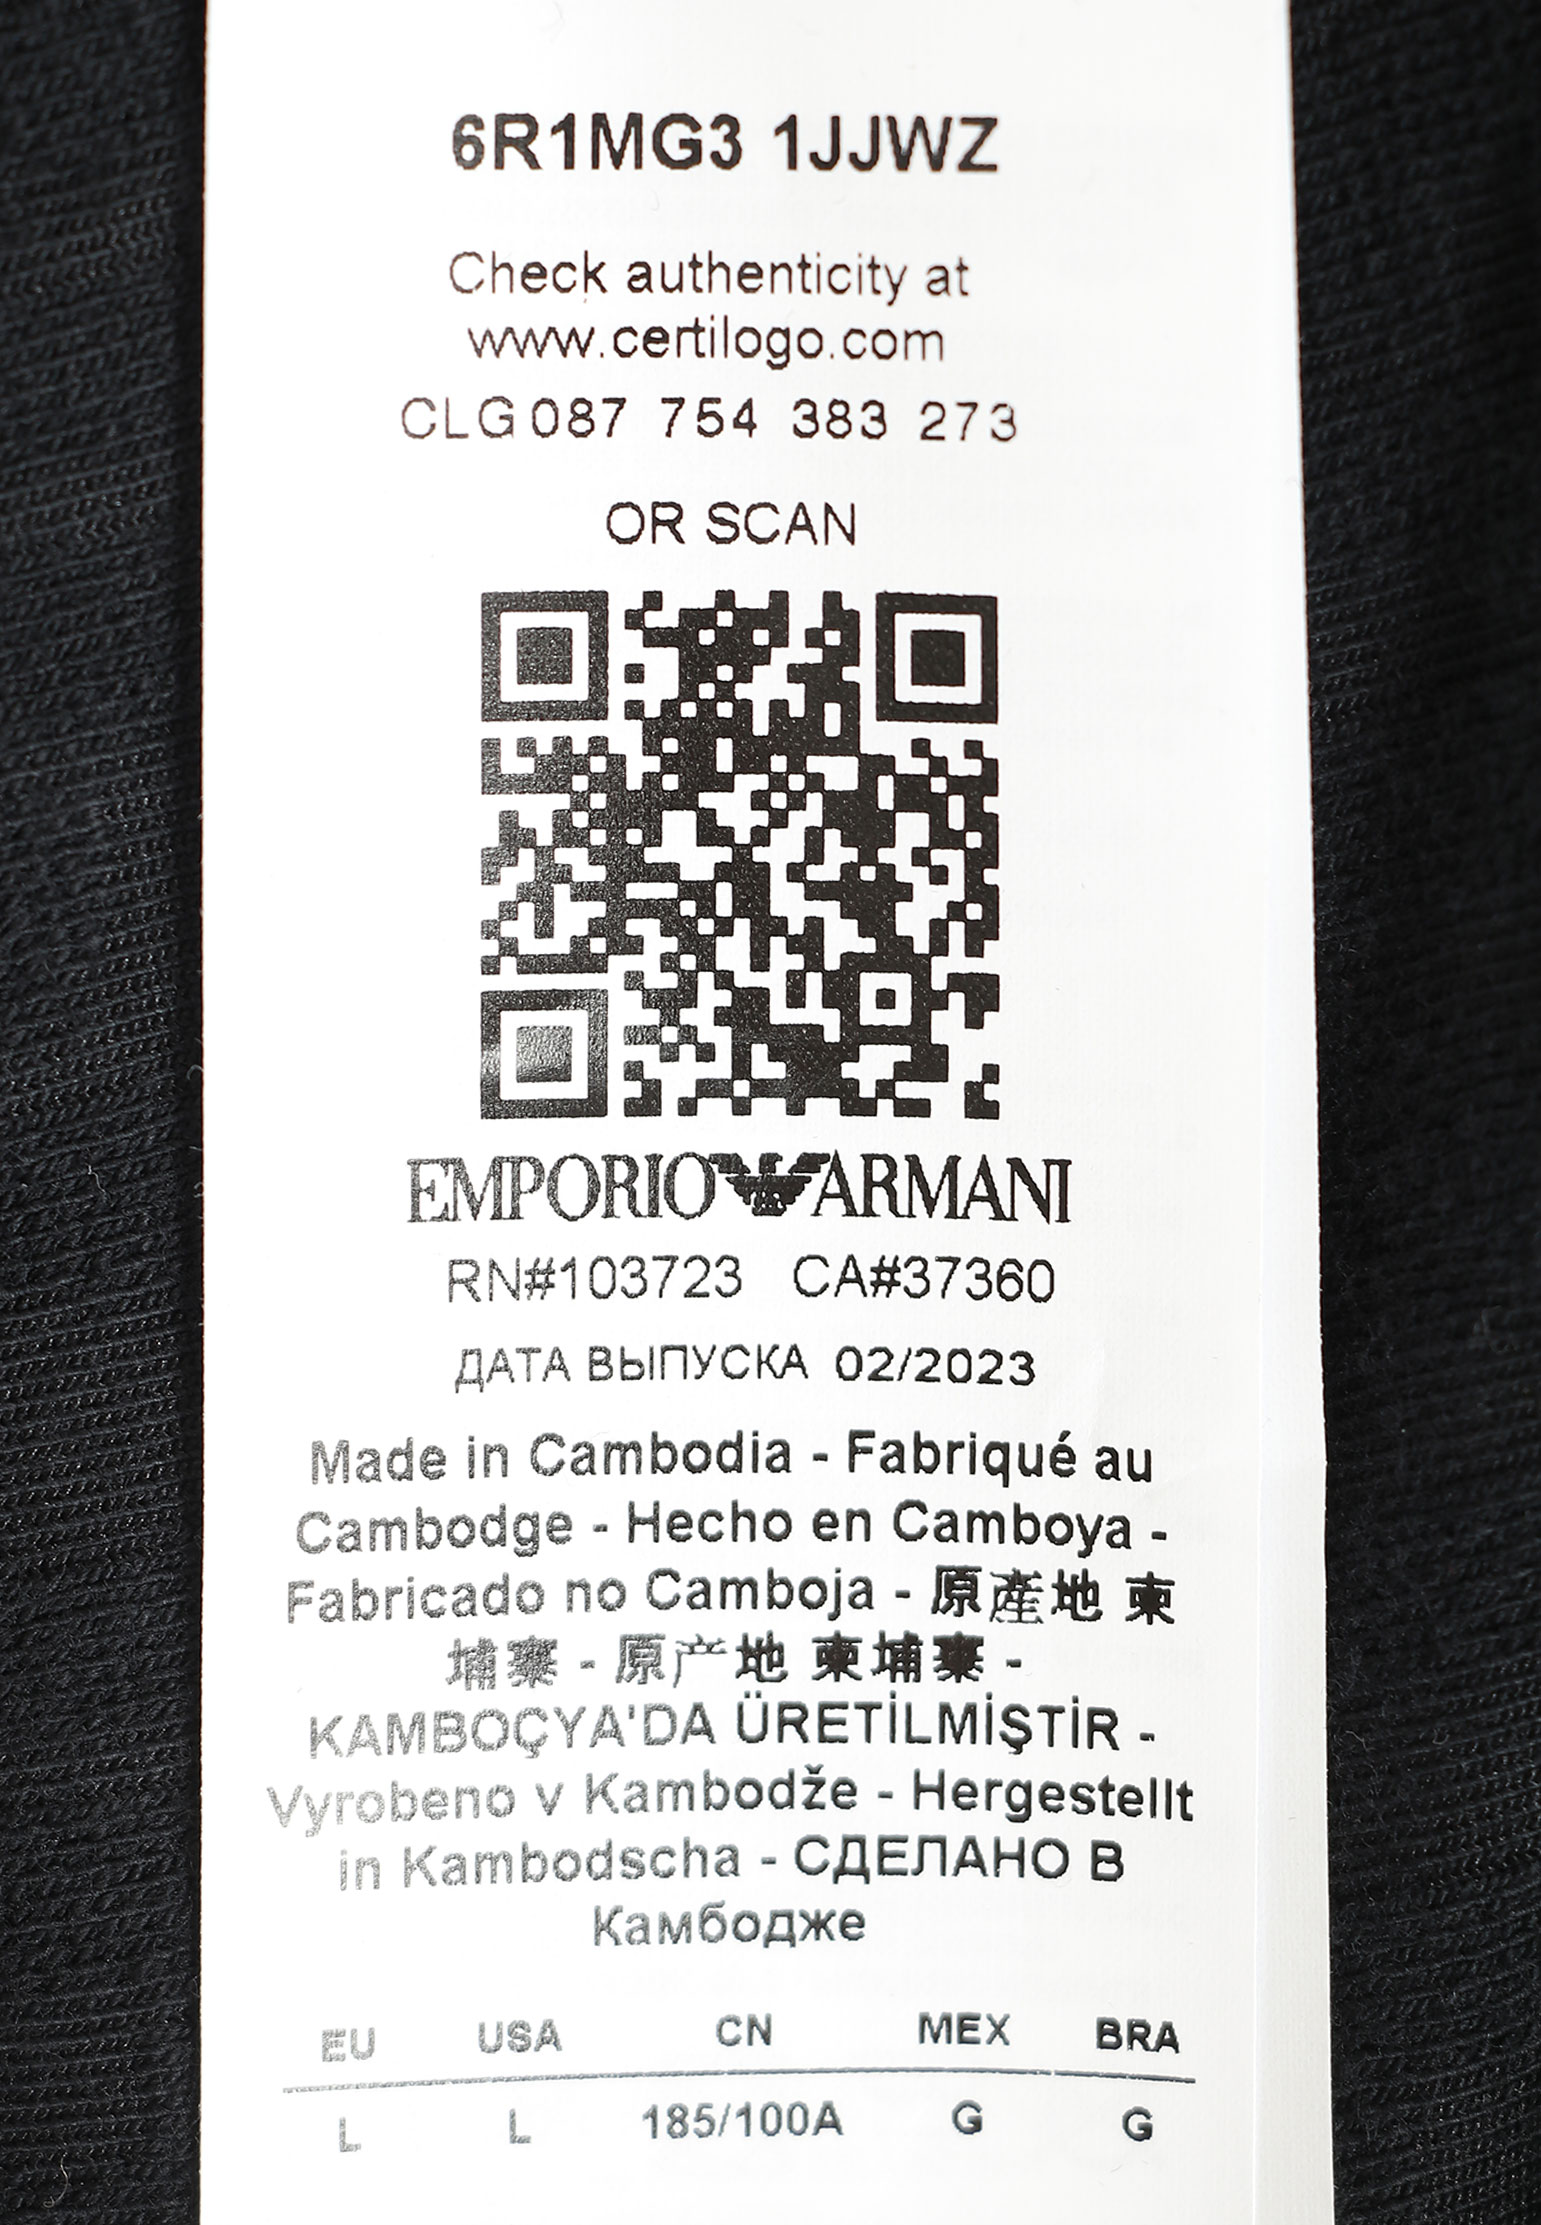 6R1MG3 1JJWZ
Check authenticity at
www.certilogo.com
CLG 087 754 383 273
OR SCAN
EMPORIO ARMANI
RN#103723 CA#37360
ДАТА ВЫПУСКА 02/2023
Made in Cambodia - Fabriqué au
Cambodge - Hecho en Camboya -
Fabricado no Camboja - 原產地 柬
埔寨 - 原产地 柬埔寨 -
KAMBOÇYA'DA ÜRETİLMİŞTİR -
Vyrobeno v Kambodže - Hergestellt
in Kambodscha - СДЕЛАНО В
Камбодже
EU USA CN MEX BRA
L L 185/100A G G